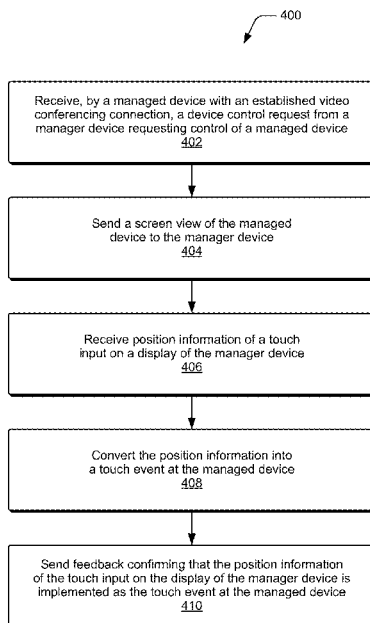 400
Receive, by a managed device with an established video
conferencing connection, a device control request from a
manager device requesting control of a managed device
402
Send a screen view of the managed
device to the manager device
404
Receive position information of a touch
input on a display of the manager device
406
Convert the position information into
a touch event at the managed device
408
Send feedback confirming that the position information
of the touch input on the display of the manager device is
implemented as the touch event at the managed device
410